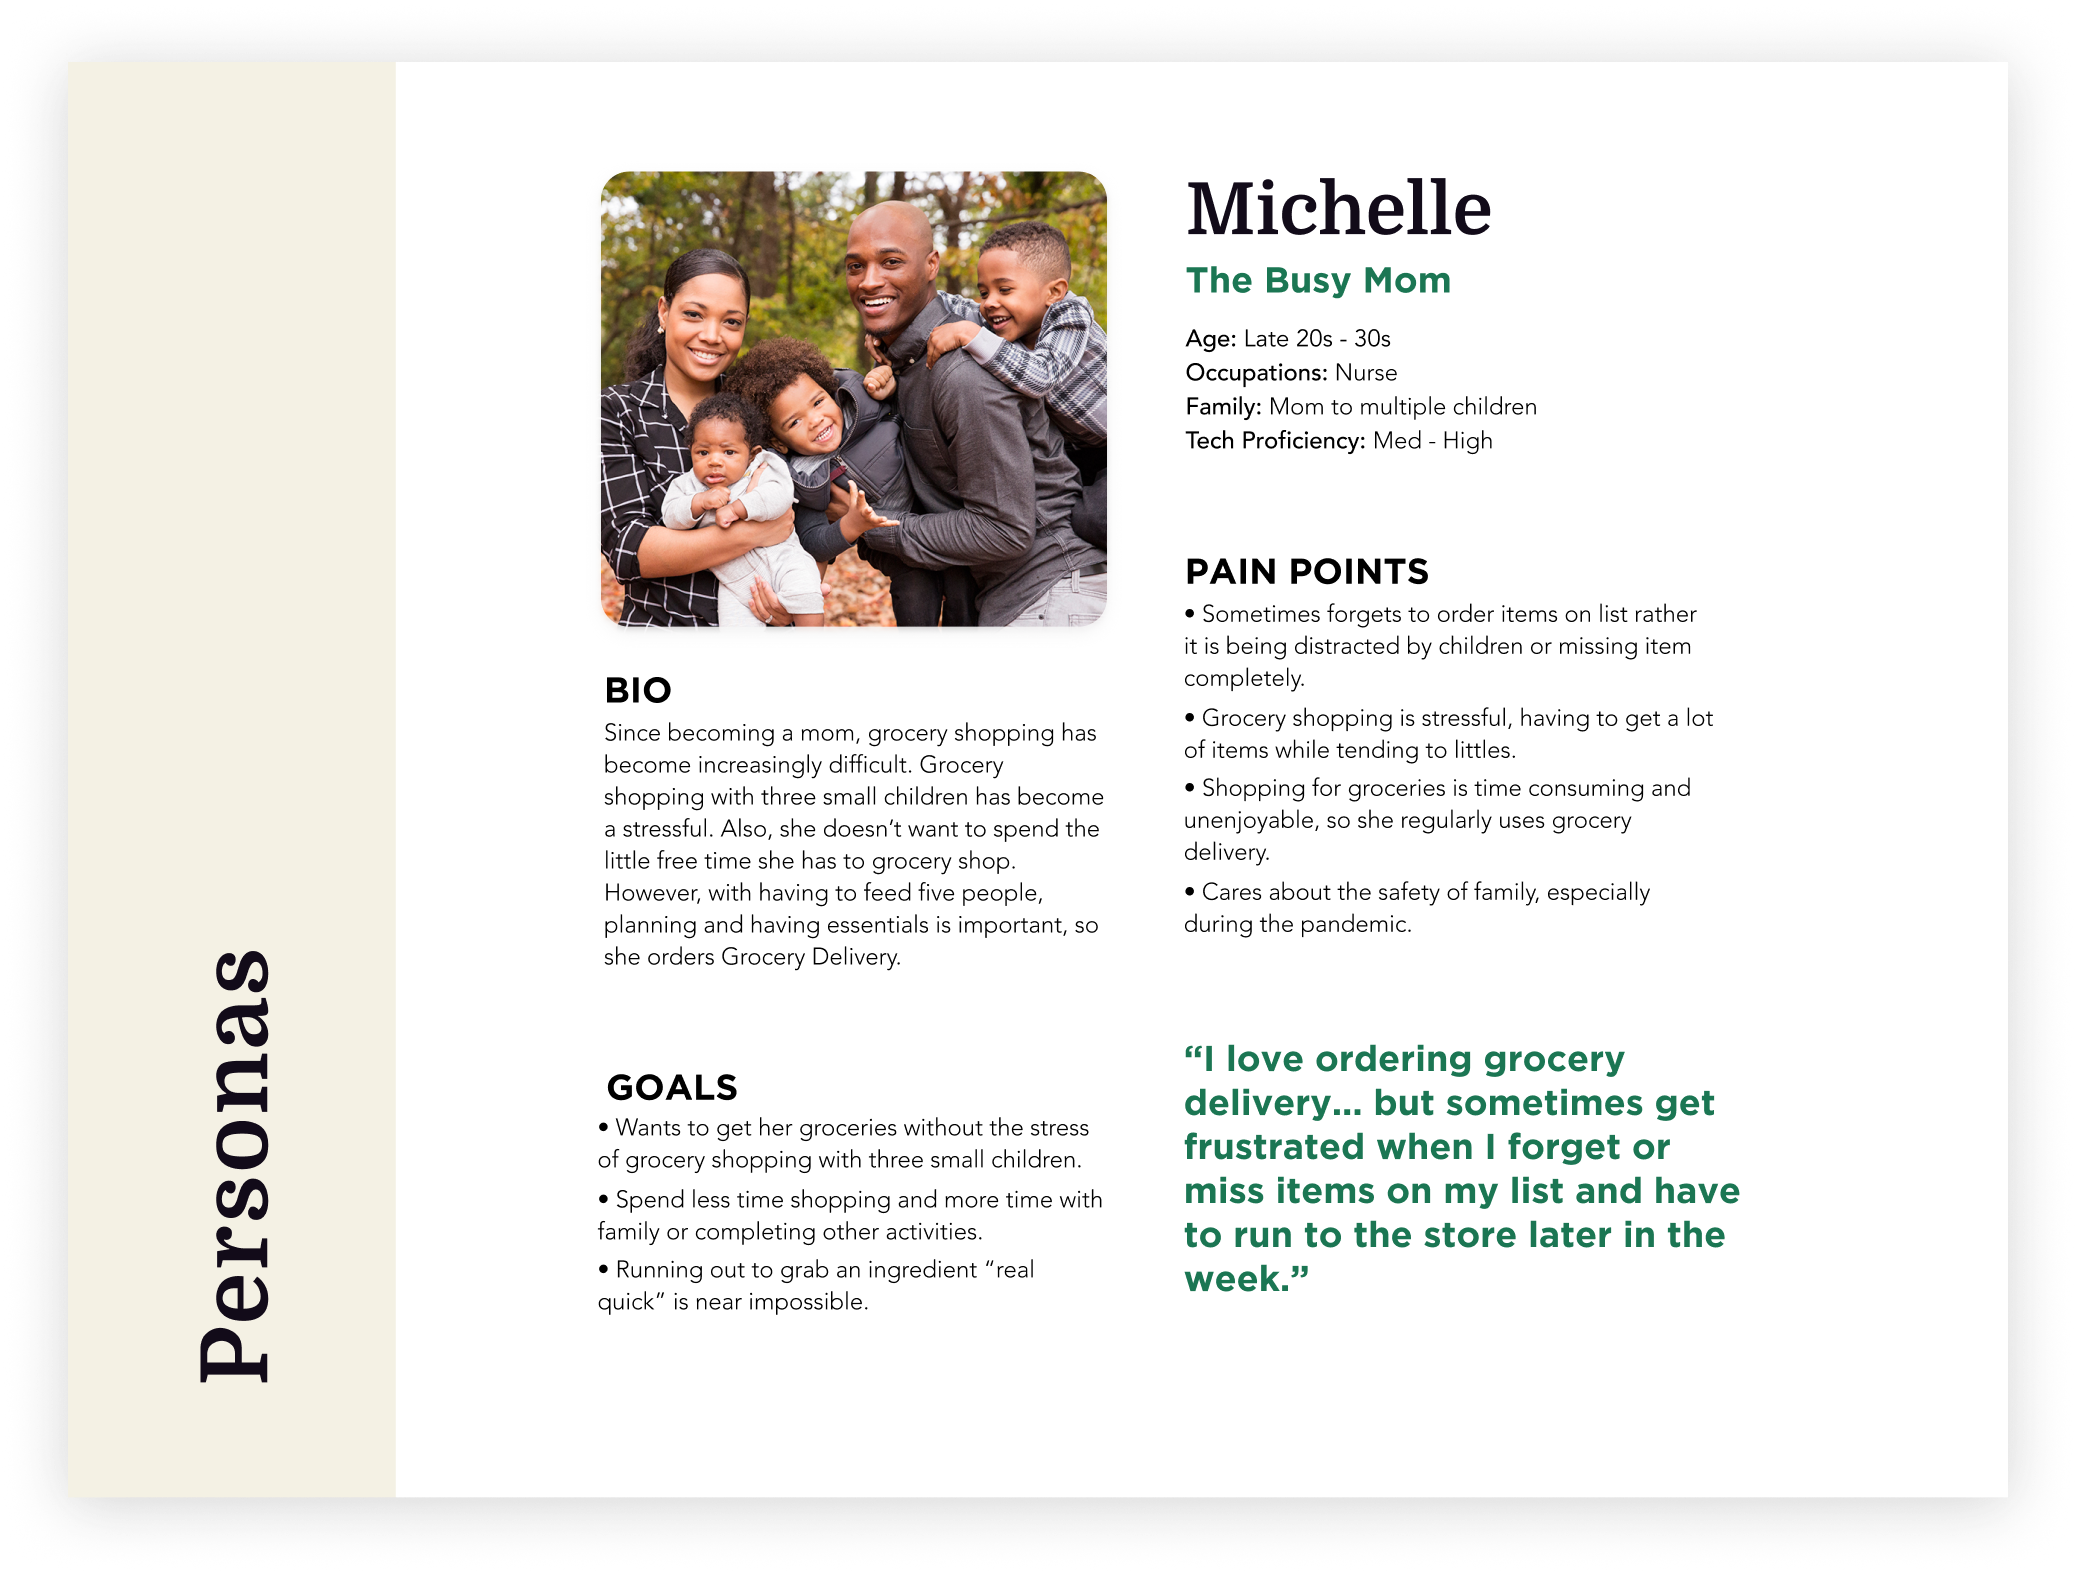 Personas
Michelle
The Busy Mom
Age: Late 20s - 30s
Occupations: Nurse
Family: Mom to multiple children
Tech Proficiency: Med - High
BIO
Since becoming a mom, grocery shopping has
become increasingly difficult. Grocery
shopping with three small children has become
a stressful. Also, she doesn’t want to spend the
little free time she has to grocery shop.
However, with having to feed five people,
planning and having essentials is important, so
she orders Grocery Delivery.
GOALS
• Wants to get her groceries without the stress
of grocery shopping with three small children.
• Spend less time shopping and more time with
family or completing other activities.
• Running out to grab an ingredient “real
quick” is near impossible.
PAIN POINTS
• Sometimes forgets to order items on list rather
it is being distracted by children or missing item
completely.
• Grocery shopping is stressful, having to get a lot
of items while tending to littles.
• Shopping for groceries is time consuming and
unenjoyable, so she regularly uses grocery
delivery.
• Cares about the safety of family, especially
during the pandemic.
“I love ordering grocery
delivery... but sometimes get
frustrated when I forget or
miss items on my list and have
to run to the store later in the
week.”